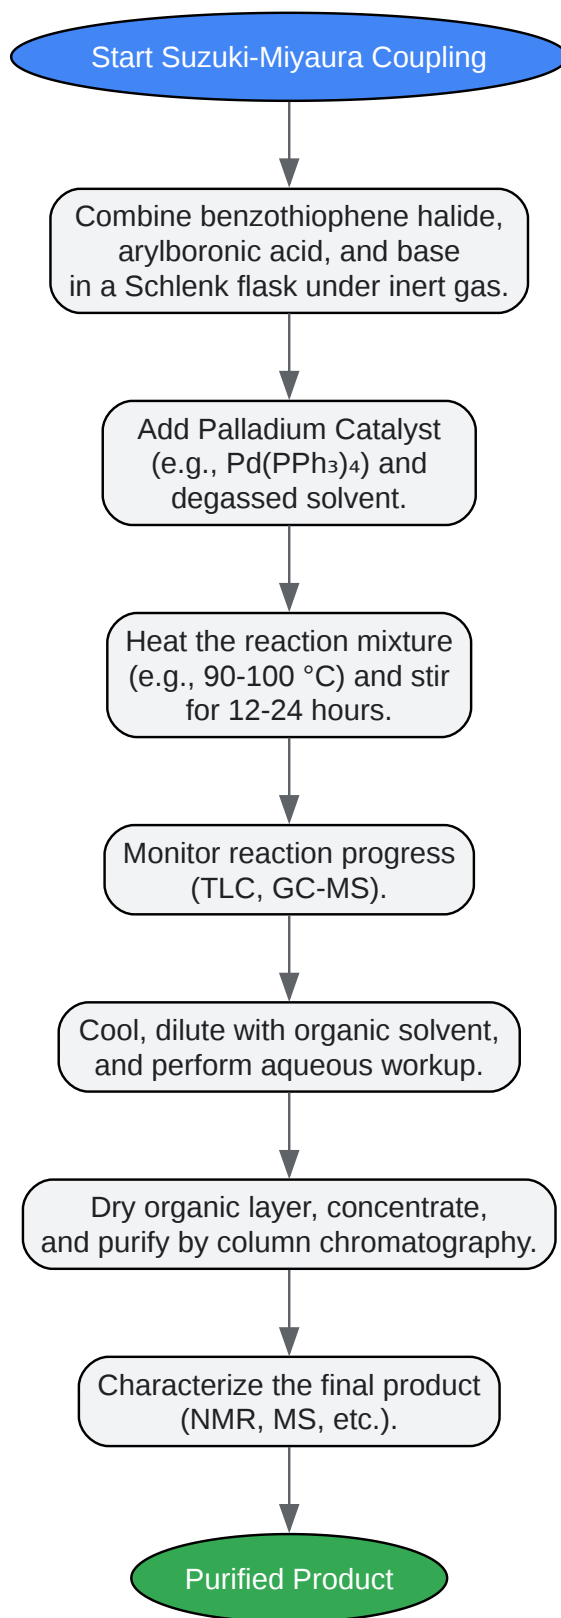 Start Suzuki-Miyaura Coupling
Combine benzothiophene halide,
arylboronic acid, and base
in a Schlenk flask under inert gas.
Add Palladium Catalyst
(e.g., Pd(PPh₃)₄) and
degassed solvent.
Heat the reaction mixture
(e.g., 90-100 °C) and stir
for 12-24 hours.
Monitor reaction progress
(TLC, GC-MS).
Cool, dilute with organic solvent,
and perform aqueous workup.
Dry organic layer, concentrate,
and purify by column chromatography.
Characterize the final product
(NMR, MS, etc.).
Purified Product